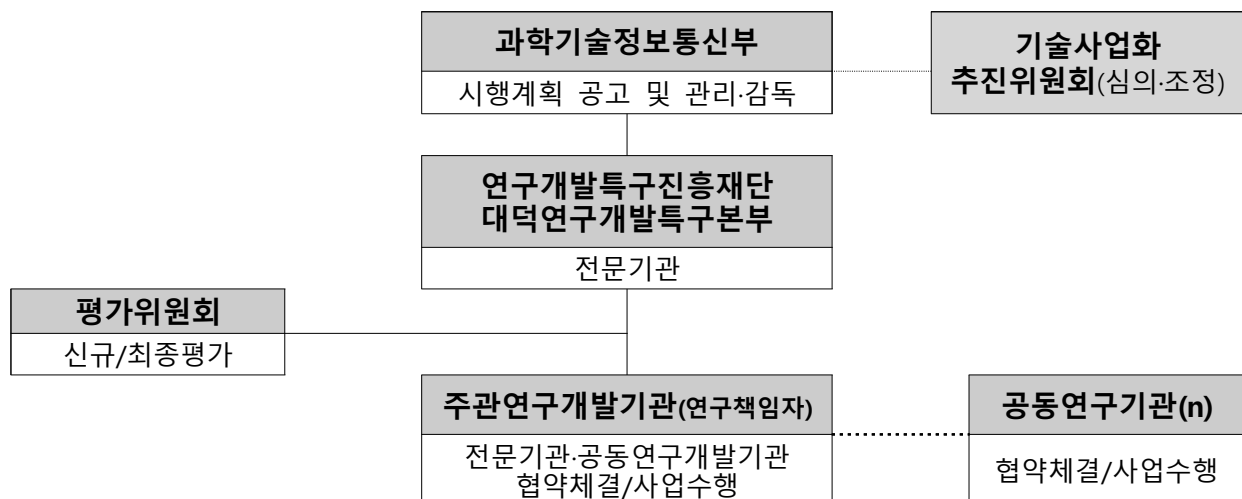 과학기술정보통신부
시행계획 공고 및 관리·감독
기술사업화
추진위원회(심의·조정)
연구개발특구진흥재단
대덕연구개발특구본부
전문기관
평가위원회
신규/최종평가
주관연구개발기관(연구책임자)
전문기관·공동연구개발기관
협약체결/사업수행
공동연구기관(n)
협약체결/사업수행